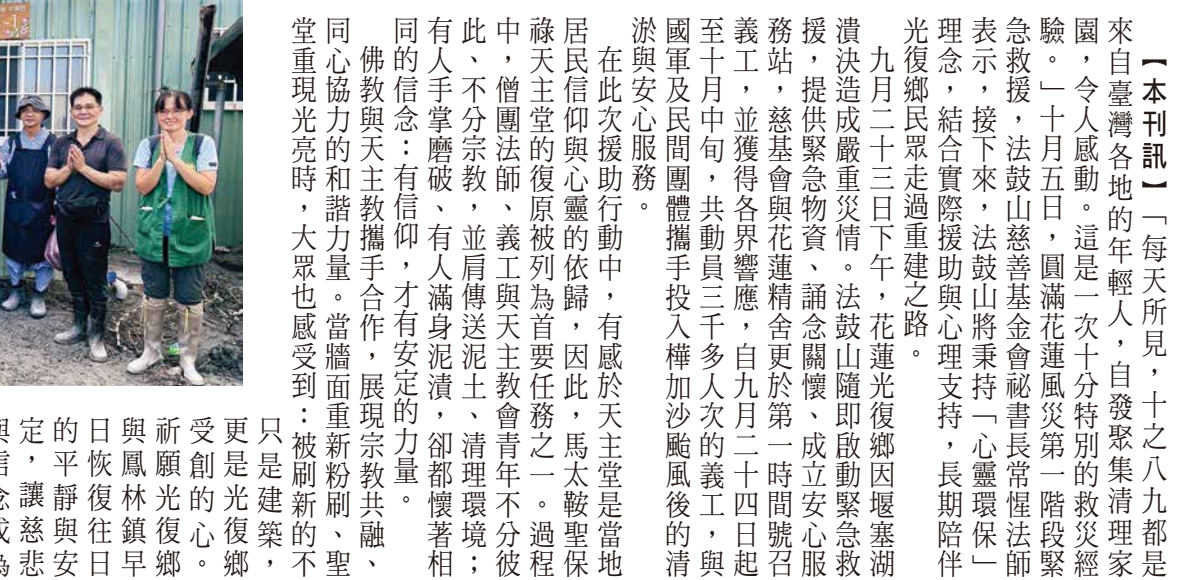 【本刊訊】「每天所見，十之八九都是
來自臺灣各地的年輕人，自發聚集清理家
園，令人感動。這是一次十分特別的救災經
驗。」十月五日，圓滿花蓮風災第一階段緊
急救援，法鼓山慈善基金會祕書長常惺法師
表示，接下來，法鼓山將秉持「心靈環保」
理念，結合實際援助與心理支持，長期陪伴
光復鄉民眾走過重建之路。
九月二十三日下午，花蓮光復鄉因堰塞湖
潰決造成嚴重災情。法鼓山隨即啟動緊急救
援，提供緊急物資、誦念關懷、成立安心服
務站，慈基會與花蓮精舍更於第一時間號召
義工，並獲得各界響應，自九月二十四日起
至十月中旬，共動員三千多人次的義工，與
國軍及民間團體攜手投入樺加沙颱風後的清
淤與安心服務。
在此次援助行動中，有感於天主堂是當地
居民信仰與心靈的依歸，因此，馬太鞍聖保
祿天主堂的復原被列為首要任務之一。過程
中，僧團法師、義工與天主教會青年不分彼
此、不分宗教，並肩傳送泥土、清理環境；
有人手掌磨破、有人滿身泥漬，卻都懷著相
同的信念：有信仰，才有安定的力量。
佛教與天主教攜手合作，展現宗教共融、
同心協力的和諧力量。當牆面重新粉刷、聖
堂重現光亮時，大眾也感受到：被刷新的不
只是建築，
更是光復鄉
受創的心。
祈願光復鄉
與鳳林鎮早
日恢復往日
的平靜與安
定，讓慈悲